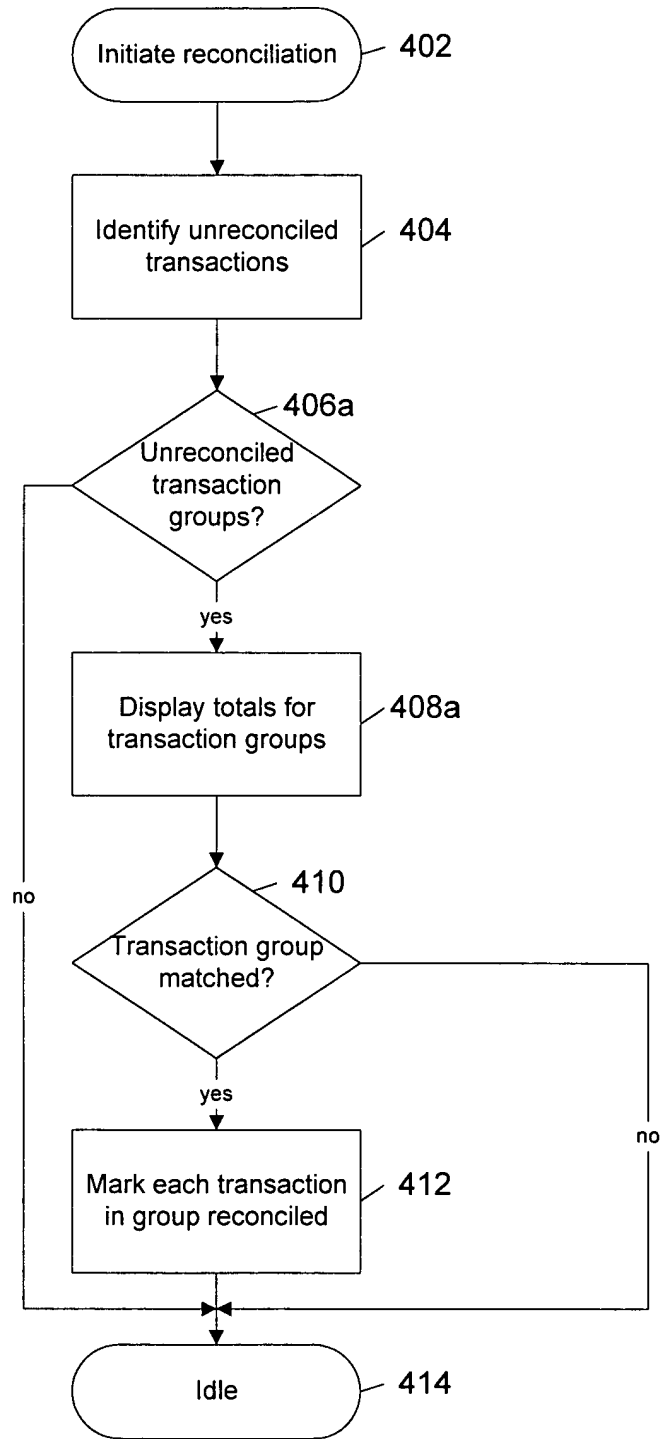 Initiate reconciliation
402
Identify unreconciled
transactions
404
406a
Unreconciled
transaction
groups?
yes
Display totals for
transaction groups
408a
410
no
Transaction group
matched?
yes
no
Mark each transaction
in group reconciled
412
Idle
414